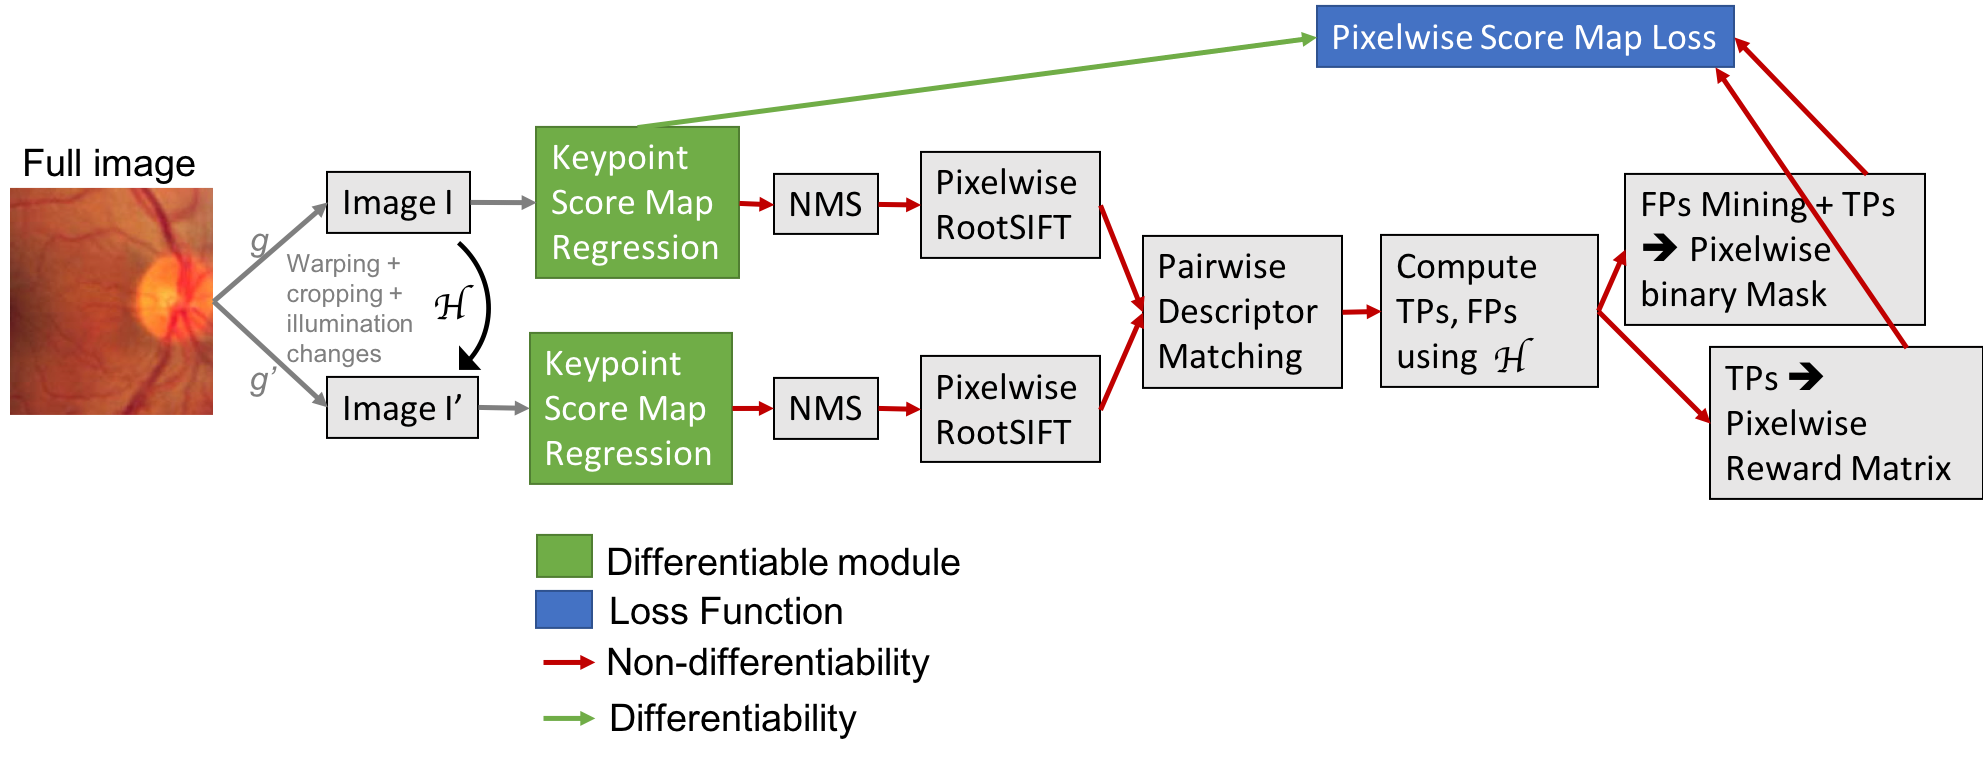 Pixelwise Score Map Loss
Full image
g
g’
Warping +
cropping +
illumination
changes
ℋ
Image I
Image I’
Keypoint
Score Map
Regression
NMS
Pixelwise
RootSIFT
Keypoint
Score Map
Regression
NMS
Pixelwise
RootSIFT
Pairwise
Descriptor
Matching
Compute
TPs, FPs
using ℋ
FPs Mining + TPs
➔ Pixelwise
binary Mask
TPs ➔
Pixelwise
Reward Matrix
Differentiable module
Loss Function
Non-differentiability
Differentiability